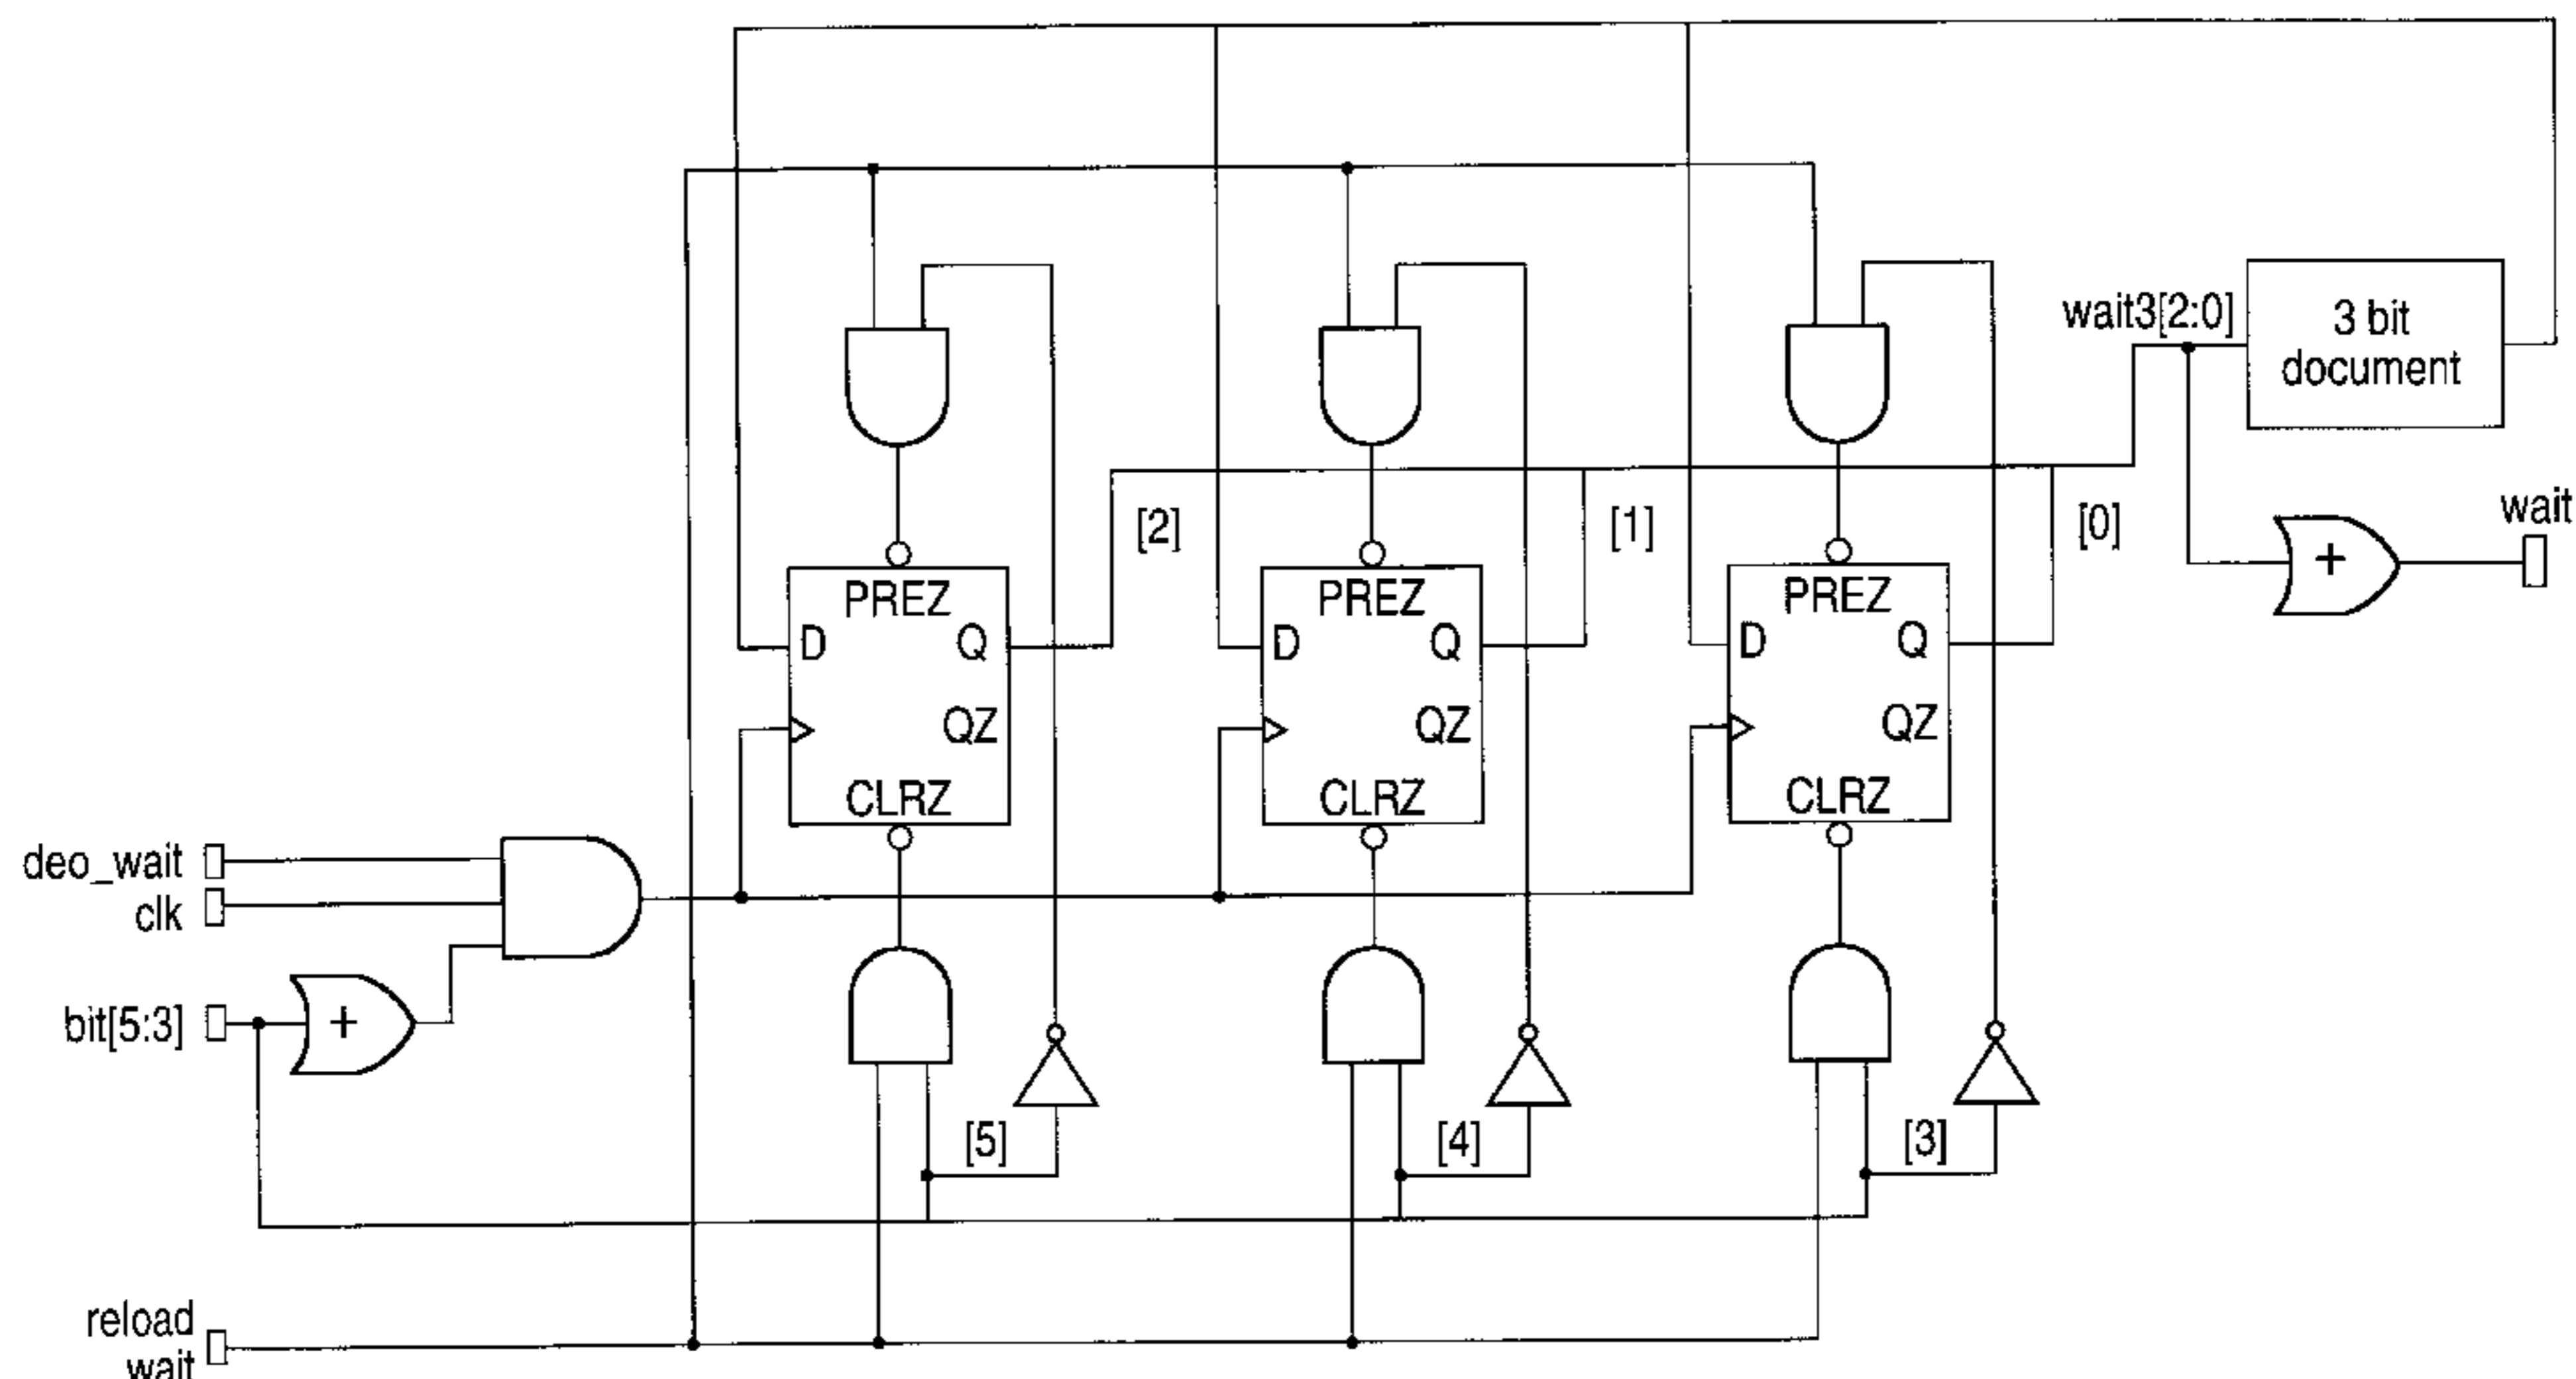 wait3[2:0]
3 bit
document
[2]
[1]
[0]
wait
+
PREZ
D
Q
QZ
CLRZ
PREZ
D
Q
QZ
CLRZ
PREZ
D
Q
QZ
CLRZ
deo_wait
clk
bit[5:3]
+
[5]
[4]
[3]
reload
wait